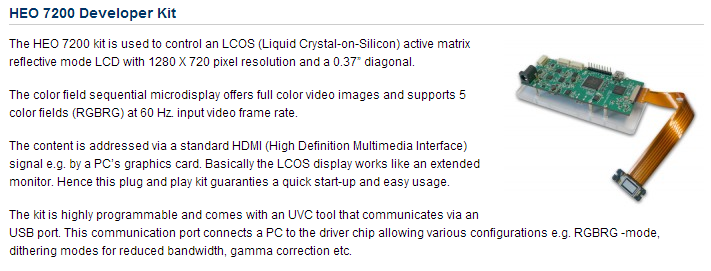 HEO 7200 Developer Kit
The HEO 7200 kit is used to control an LCOS (Liquid Crystal-on-Silicon) active matrix
reflective mode LCD with 1280 X 720 pixel resolution and a 0.37” diagonal.
The color field sequential microdisplay offers full color video images and supports 5
color fields (RGBRG) at 60 Hz. input video frame rate.
The content is addressed via a standard HDMI (High Definition Multimedia Interface)
signal e.g. by a PC’s graphics card. Basically the LCOS display works like an extended
monitor. Hence this plug and play kit guaranties a quick start-up and easy usage.
The kit is highly programmable and comes with an UVC tool that communicates via an
USB port. This communication port connects a PC to the driver chip allowing various configurations e.g. RGBRG -mode,
dithering modes for reduced bandwidth, gamma correction etc.